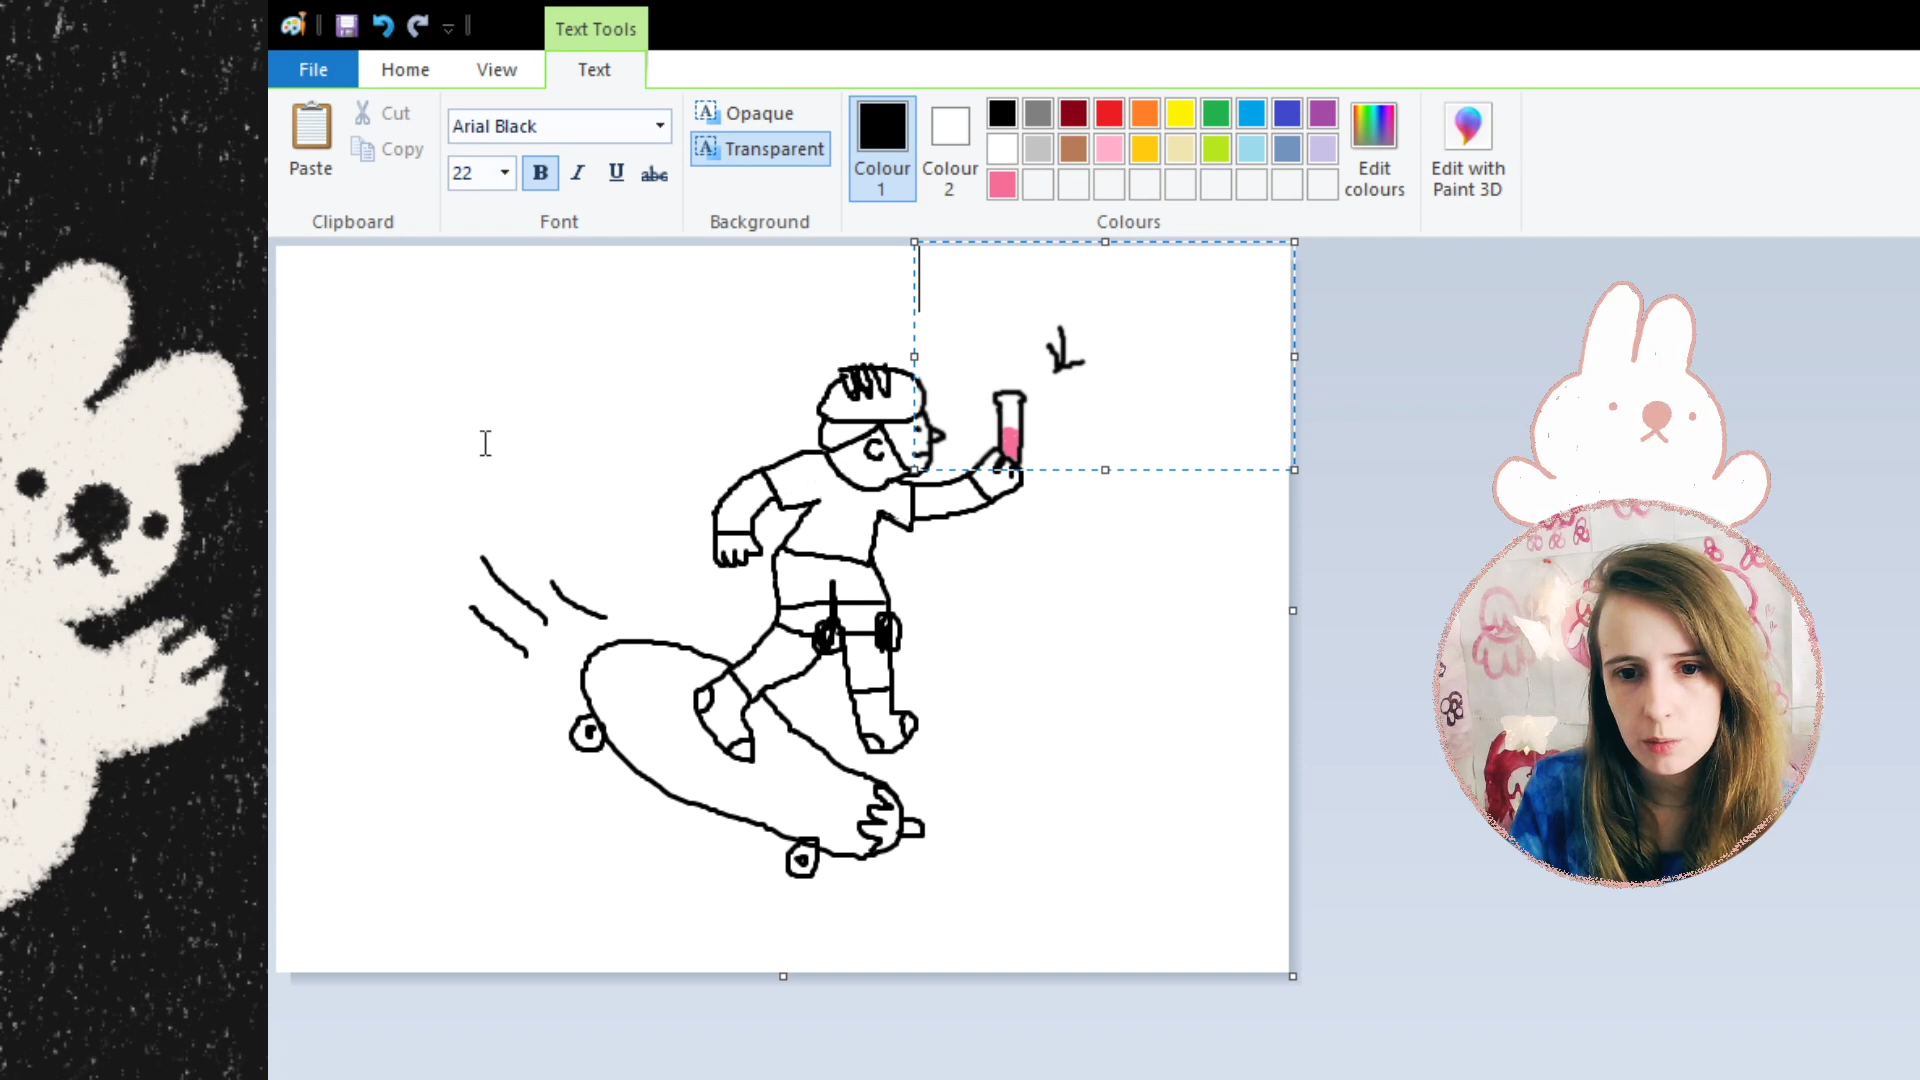 Text Tools
File Home View Text
Paste
Cut
Copy
Clipboard
Arial Black
22 B I U abc
Font
A Opaque
A Transparent
Background
Colour 1
Colour 2
Edit colours
Colours
Edit with Paint 3D